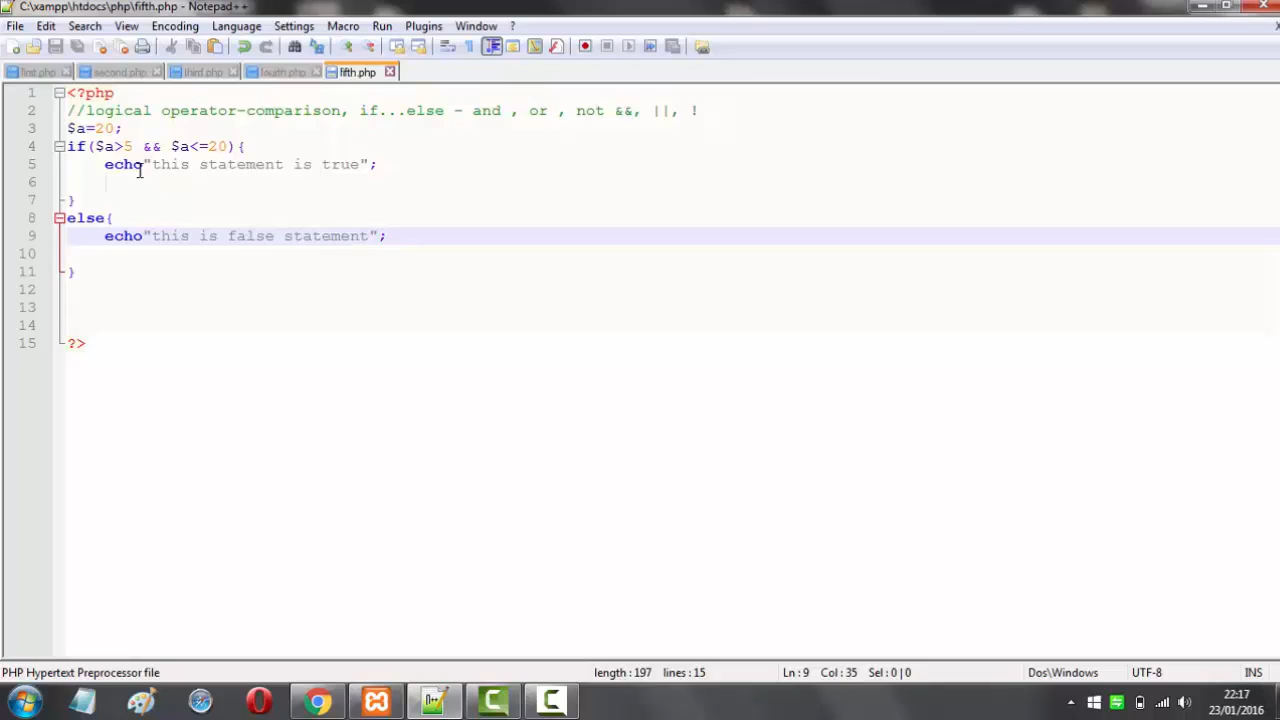 C:\xampp\htdocs\php\fifth.php - Notepad++
File Edit Search View Encoding Language Settings Macro Run Plugins Window ?
first.php second.php third.php fourth.php fifth.php
1 <?php
2 //logical operator-comparison, if...else - and , or , not &&, ||, !
3 $a=20;
4 if($a>5 && $a<=20){
5 echo"this statement is true";
6
7 }
8 else{
9 echo"this is false statement";
10
11 }
12
13
14
15 ?>
PHP Hypertext Preprocessor file length : 197 lines : 15 Ln : 9 Col : 35 Sel : 0 | 0 Dos\Windows UTF-8 INS
22:17
23/01/2016